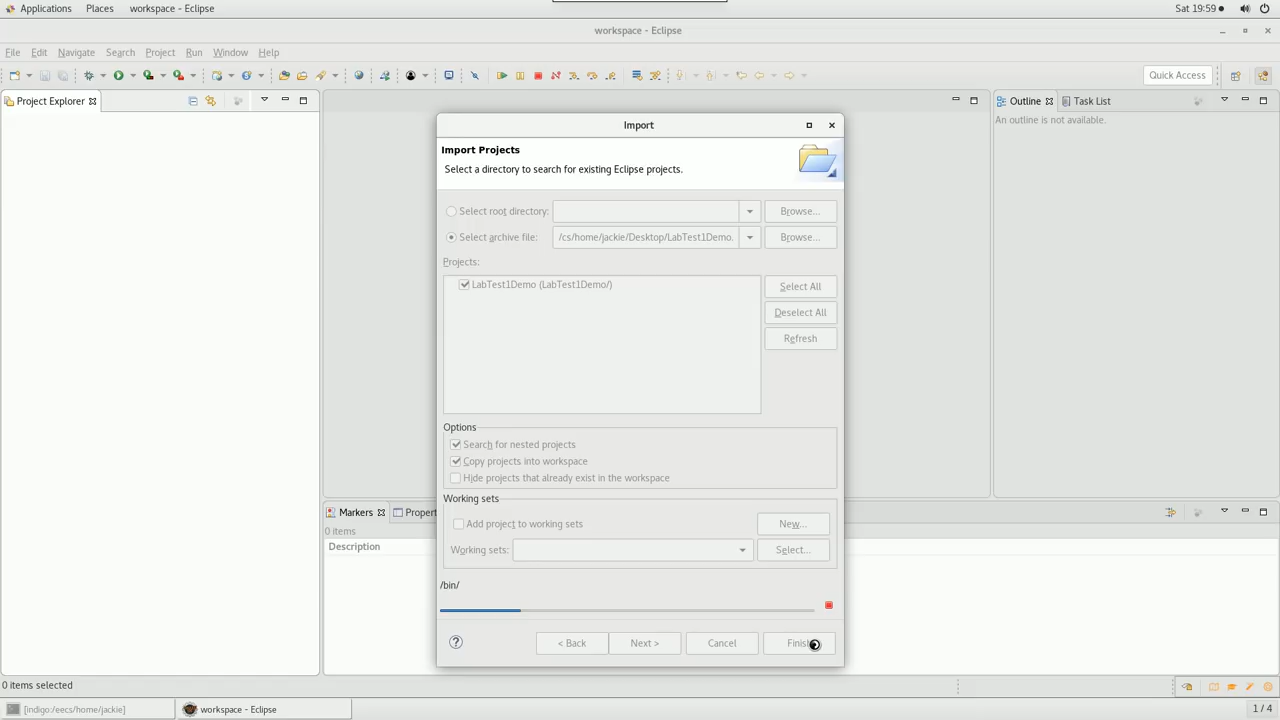 Applications Places workspace - Eclipse Sat 19:59
workspace - Eclipse
File Edit Navigate Search Project Run Window Help
Quick Access
Project Explorer
Outline Task List
An outline is not available.
Import
Import Projects
Select a directory to search for existing Eclipse projects.
Select root directory: Browse...
Select archive file: /cs/home/jackie/Desktop/LabTest1Demo. Browse...
Projects:
LabTest1Demo (LabTest1Demo/)
Select All
Deselect All
Refresh
Options
Search for nested projects
Copy projects into workspace
Hide projects that already exist in the workspace
Working sets
Add project to working sets New...
Working sets: Select...
/bin/
< Back Next > Cancel Finish
Markers Propert
0 items
Description
0 items selected
[indigo:/eecs/home/jackie] workspace - Eclipse 1 / 4